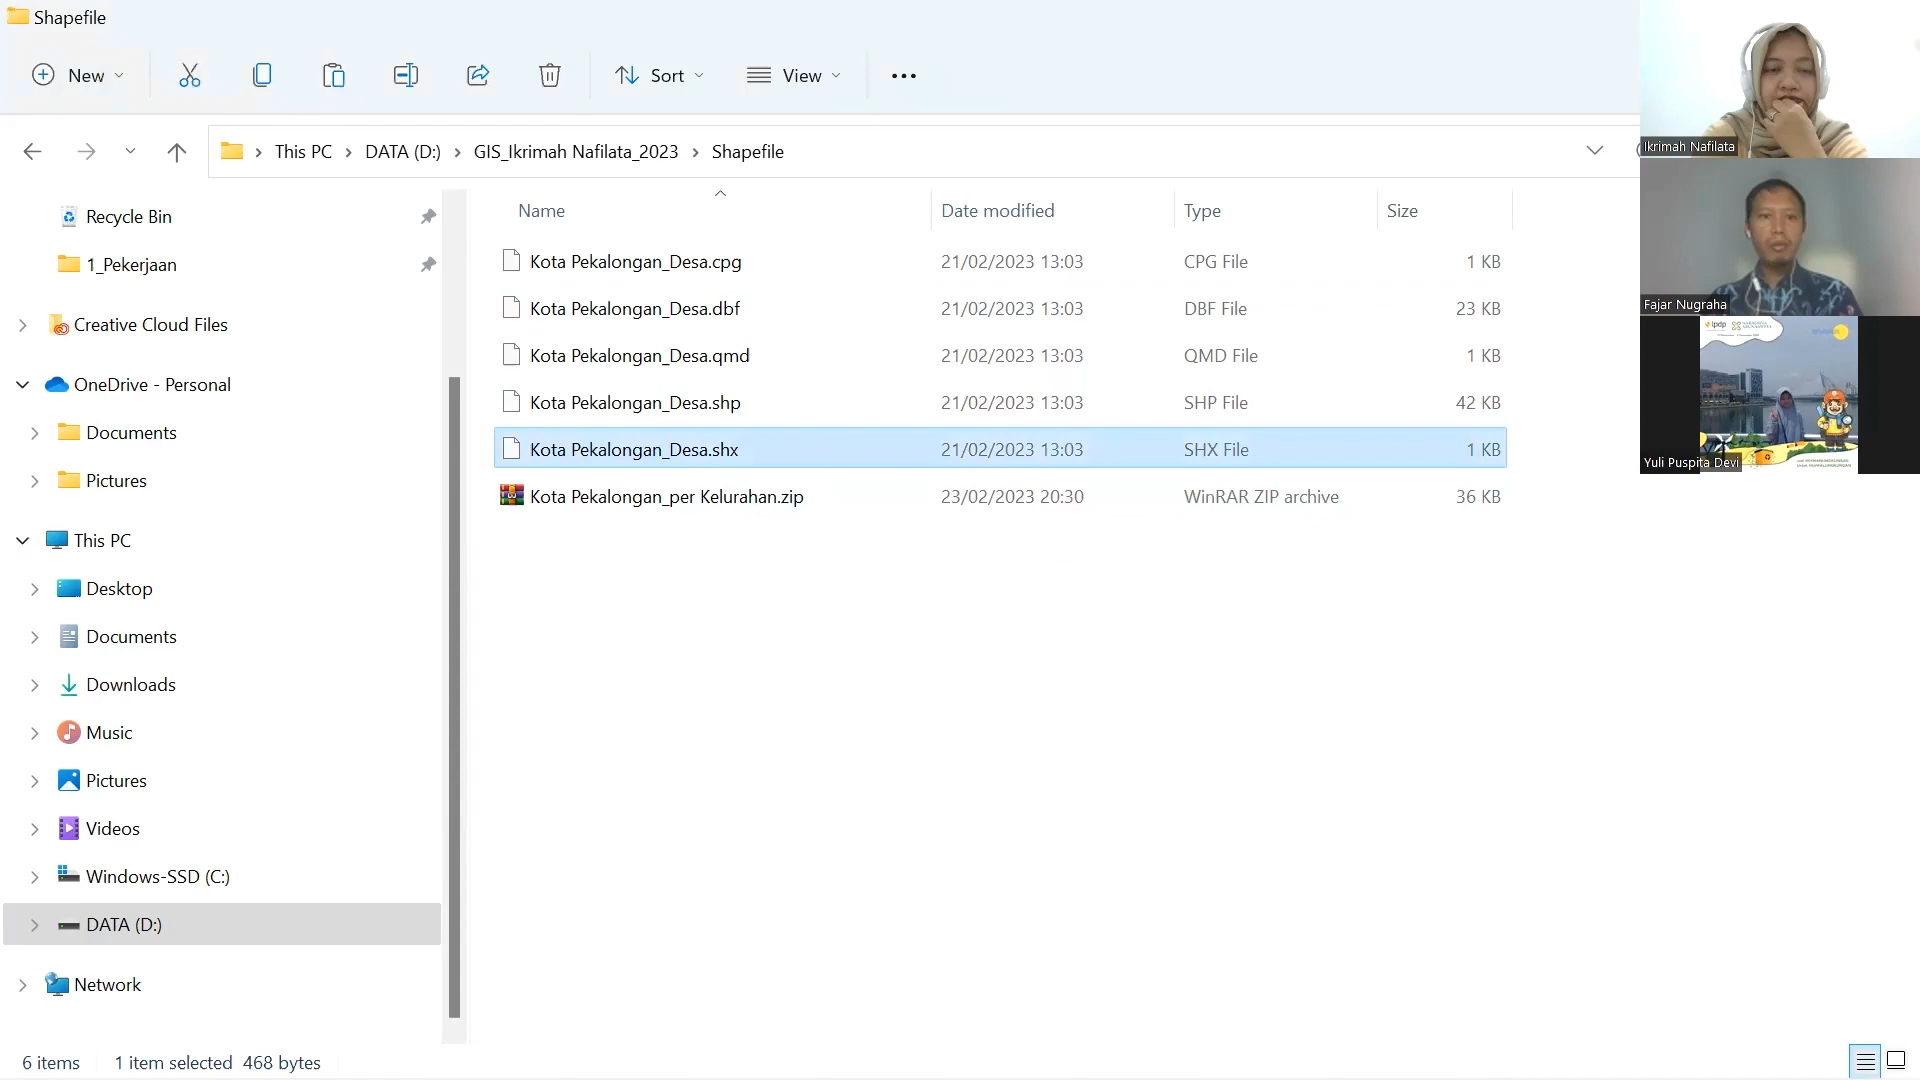 Shapefile
New
Sort
View
This PC
DATA (D:)
GIS_Ikrimah Nafilata_2023
Shapefile
Recycle Bin
1_Pekerjaan
Creative Cloud Files
OneDrive - Personal
Documents
Pictures
This PC
Desktop
Documents
Downloads
Music
Pictures
Videos
Windows-SSD (C:)
DATA (D:)
Network
Name Date modified Type Size
Kota Pekalongan_Desa.cpg 21/02/2023 13:03 CPG File 1 KB
Kota Pekalongan_Desa.dbf 21/02/2023 13:03 DBF File 23 KB
Kota Pekalongan_Desa.qmd 21/02/2023 13:03 QMD File 1 KB
Kota Pekalongan_Desa.shp 21/02/2023 13:03 SHP File 42 KB
Kota Pekalongan_Desa.shx 21/02/2023 13:03 SHX File 1 KB
Kota Pekalongan_per Kelurahan.zip 23/02/2023 20:30 WinRAR ZIP archive 36 KB
Ikrimah Nafilata
Fajar Nugraha
lpdp
Yuli Puspita Devi
6 items 1 item selected 468 bytes